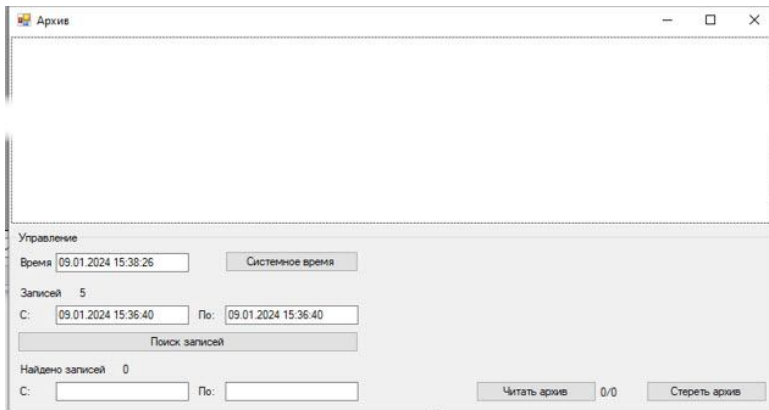 Архив
Управление
Время 09.01.2024 15:38:26 Системное время
Записей 5
С: 09.01.2024 15:36:40 По: 09.01.2024 15:36:40
Поиск записей
Найдено записей 0
С: По: Читать архив 0/0 Стереть архив